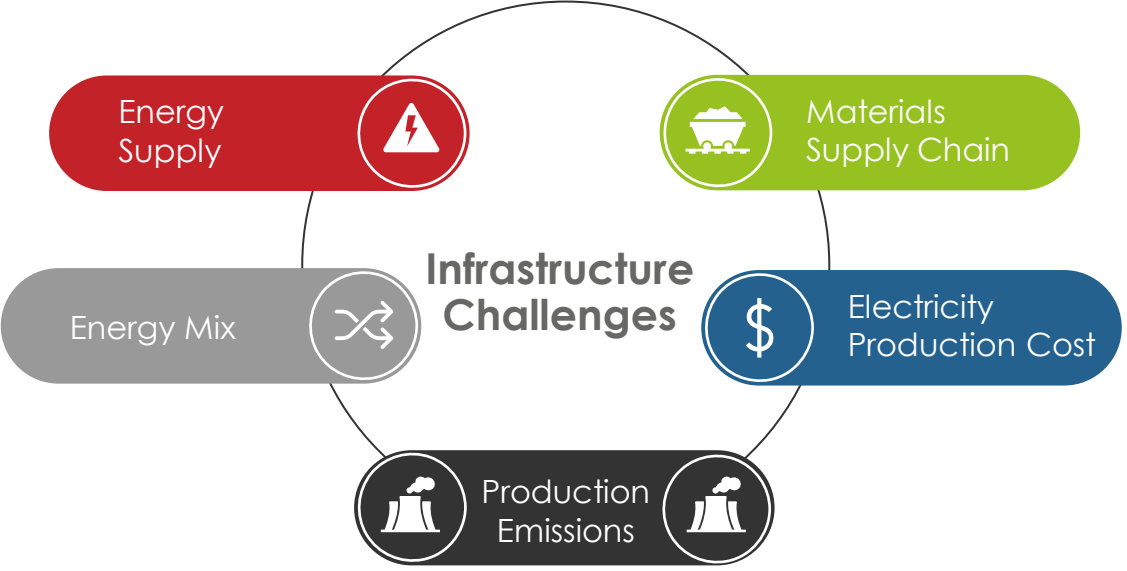 Energy
Supply
Materials
Supply Chain
Infrastructure
Challenges
Energy Mix
Electricity
Production Cost
Production
Emissions